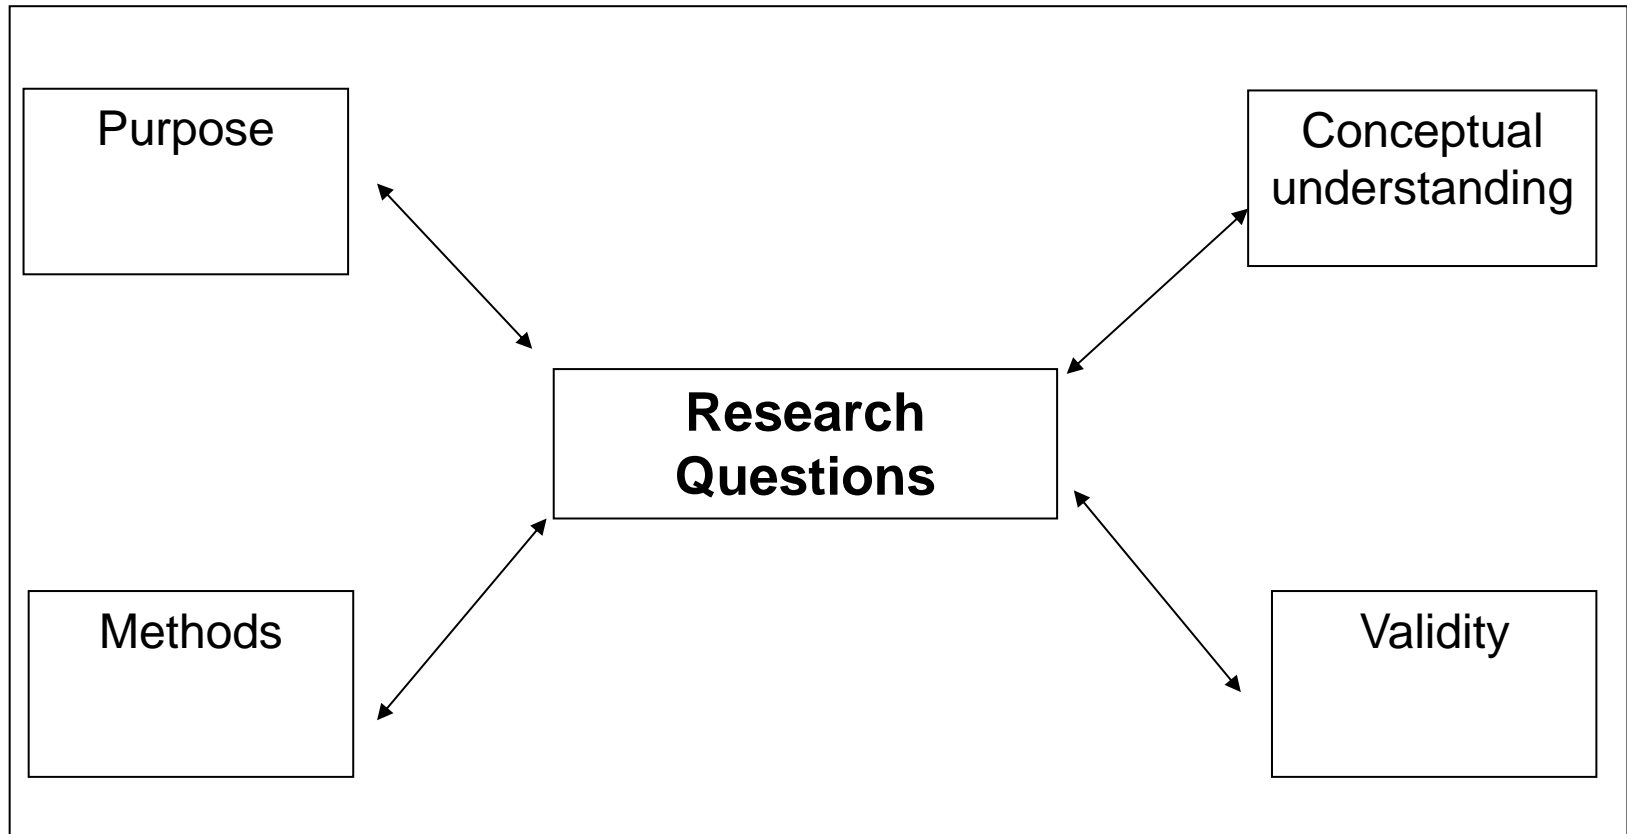 Purpose
Conceptual
understanding
Research
Questions
Methods
Validity